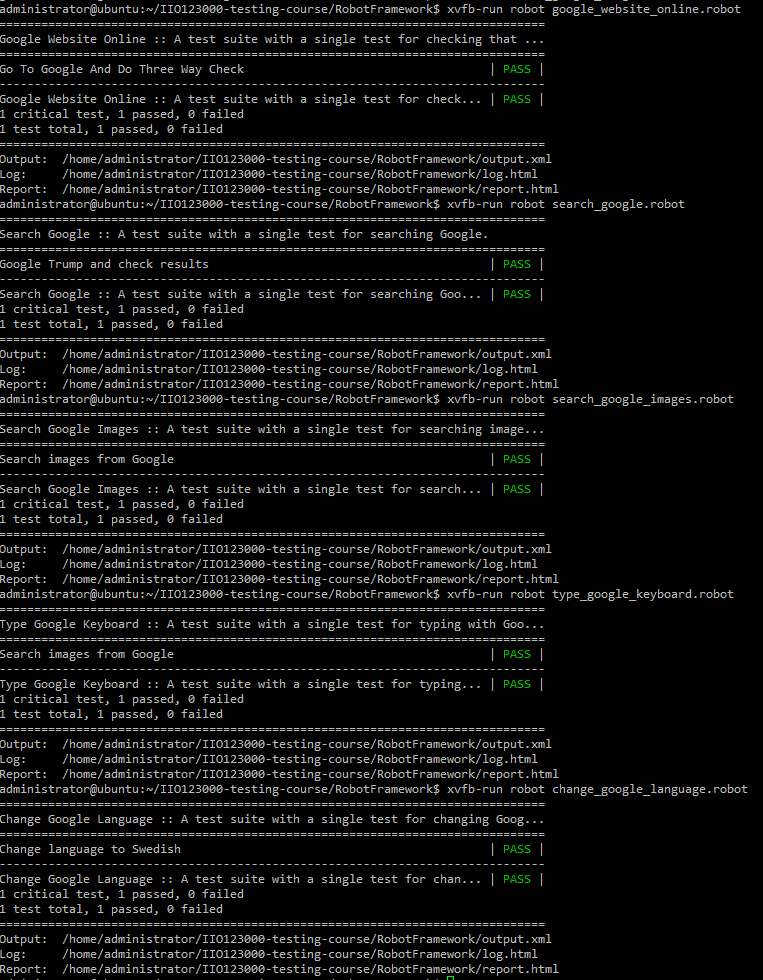 administrator@ubuntu:~/IIO123000-testing-course/RobotFramework$ xvfb-run robot google_website_online.robot
==============================================================================
Google Website Online :: A test suite with a single test for checking that ...
==============================================================================
Go To Google And Do Three Way Check                                   | PASS |
------------------------------------------------------------------------------
Google Website Online :: A test suite with a single test for check... | PASS |
1 critical test, 1 passed, 0 failed
1 test total, 1 passed, 0 failed
==============================================================================
Output:  /home/administrator/IIO123000-testing-course/RobotFramework/output.xml
Log:     /home/administrator/IIO123000-testing-course/RobotFramework/log.html
Report:  /home/administrator/IIO123000-testing-course/RobotFramework/report.html
administrator@ubuntu:~/IIO123000-testing-course/RobotFramework$ xvfb-run robot search_google.robot
==============================================================================
Search Google :: A test suite with a single test for searching Google.
==============================================================================
Google Trump and check results                                        | PASS |
------------------------------------------------------------------------------
Search Google :: A test suite with a single test for searching Goo... | PASS |
1 critical test, 1 passed, 0 failed
1 test total, 1 passed, 0 failed
==============================================================================
Output:  /home/administrator/IIO123000-testing-course/RobotFramework/output.xml
Log:     /home/administrator/IIO123000-testing-course/RobotFramework/log.html
Report:  /home/administrator/IIO123000-testing-course/RobotFramework/report.html
administrator@ubuntu:~/IIO123000-testing-course/RobotFramework$ xvfb-run robot search_google_images.robot
==============================================================================
Search Google Images :: A test suite with a single test for searching image...
==============================================================================
Search images from Google                                             | PASS |
------------------------------------------------------------------------------
Search Google Images :: A test suite with a single test for search... | PASS |
1 critical test, 1 passed, 0 failed
1 test total, 1 passed, 0 failed
==============================================================================
Output:  /home/administrator/IIO123000-testing-course/RobotFramework/output.xml
Log:     /home/administrator/IIO123000-testing-course/RobotFramework/log.html
Report:  /home/administrator/IIO123000-testing-course/RobotFramework/report.html
administrator@ubuntu:~/IIO123000-testing-course/RobotFramework$ xvfb-run robot type_google_keyboard.robot
==============================================================================
Type Google Keyboard :: A test suite with a single test for typing with Goo...
==============================================================================
Search images from Google                                             | PASS |
------------------------------------------------------------------------------
Type Google Keyboard :: A test suite with a single test for typing... | PASS |
1 critical test, 1 passed, 0 failed
1 test total, 1 passed, 0 failed
==============================================================================
Output:  /home/administrator/IIO123000-testing-course/RobotFramework/output.xml
Log:     /home/administrator/IIO123000-testing-course/RobotFramework/log.html
Report:  /home/administrator/IIO123000-testing-course/RobotFramework/report.html
administrator@ubuntu:~/IIO123000-testing-course/RobotFramework$ xvfb-run robot change_google_language.robot
==============================================================================
Change Google Language :: A test suite with a single test for changing Goog...
==============================================================================
Change language to Swedish                                            | PASS |
------------------------------------------------------------------------------
Change Google Language :: A test suite with a single test for chan... | PASS |
1 critical test, 1 passed, 0 failed
1 test total, 1 passed, 0 failed
==============================================================================
Output:  /home/administrator/IIO123000-testing-course/RobotFramework/output.xml
Log:     /home/administrator/IIO123000-testing-course/RobotFramework/log.html
Report:  /home/administrator/IIO123000-testing-course/RobotFramework/report.html